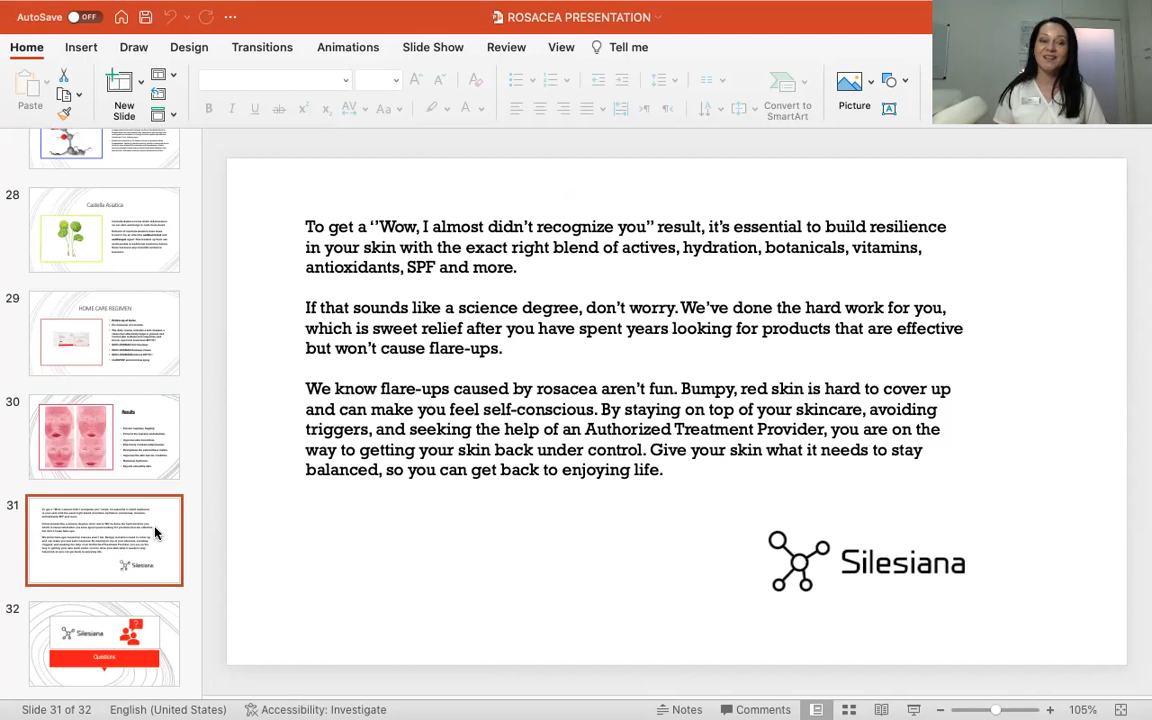 AutoSave OFF
ROSACEA PRESENTATION
Home Insert Draw Design Transitions Animations Slide Show Review View Tell me
Paste
New
Slide
B I U ab x² x₂ AV Aa A
Convert to
SmartArt
Picture
28
29
HOME CARE REGIMEN
30
Results
31
Silesiana
32
Silesiana
?
Questions
To get a ‘’Wow, I almost didn’t recognize you” result, it’s essential to build resilience
in your skin with the exact right blend of actives, hydration, botanicals, vitamins,
antioxidants, SPF and more.
If that sounds like a science degree, don’t worry. We’ve done the hard work for you,
which is sweet relief after you have spent years looking for products that are effective
but won’t cause flare-ups.
We know flare-ups caused by rosacea aren’t fun. Bumpy, red skin is hard to cover up
and can make you feel self-conscious. By staying on top of your skincare, avoiding
triggers, and seeking the help of an Authorized Treatment Provider, you are on the
way to getting your skin back under control. Give your skin what it needs to stay
balanced, so you can get back to enjoying life.
Silesiana
Slide 31 of 32 English (United States) Accessibility: Investigate Notes Comments 105%